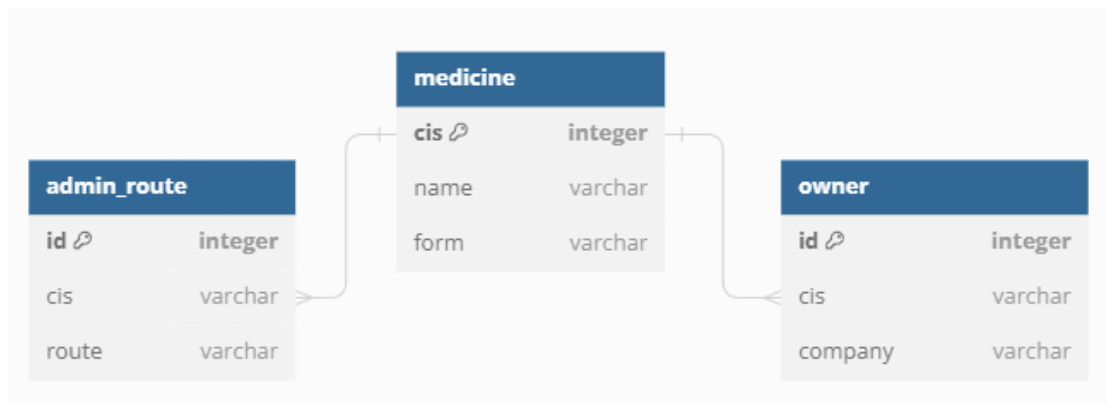 medicine
cis integer
name varchar
form varchar
admin_route
id integer
cis varchar
route varchar
owner
id integer
cis varchar
company varchar